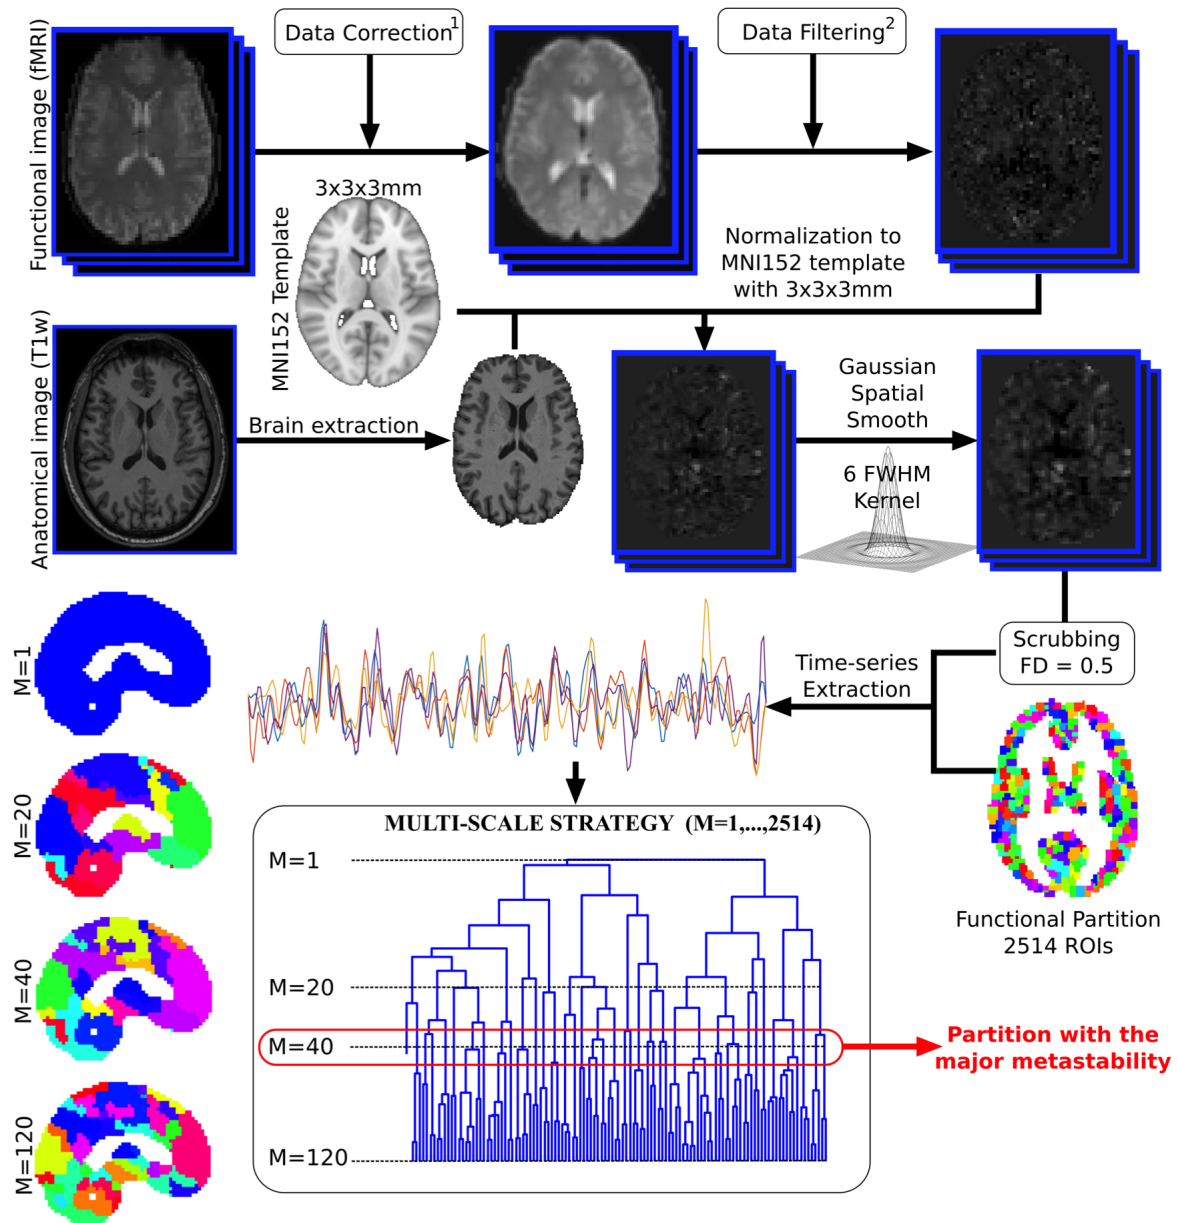 Functional image (fMRI)
Data Correction1
Data Filtering2
3x3x3mm
MNI152 Template
Normalization to
MNI152 template
with 3x3x3mm
Anatomical image (T1w)
Brain extraction
Gaussian
Spatial
Smooth
6 FWHM
Kernel
Scrubbing
FD = 0.5
Time-series
Extraction
Functional Partition
2514 ROIs
M=1
M=20
M=40
M=120
MULTI-SCALE STRATEGY (M=1,...,2514)
M=1
M=20
M=40
M=120
Partition with the
major metastability